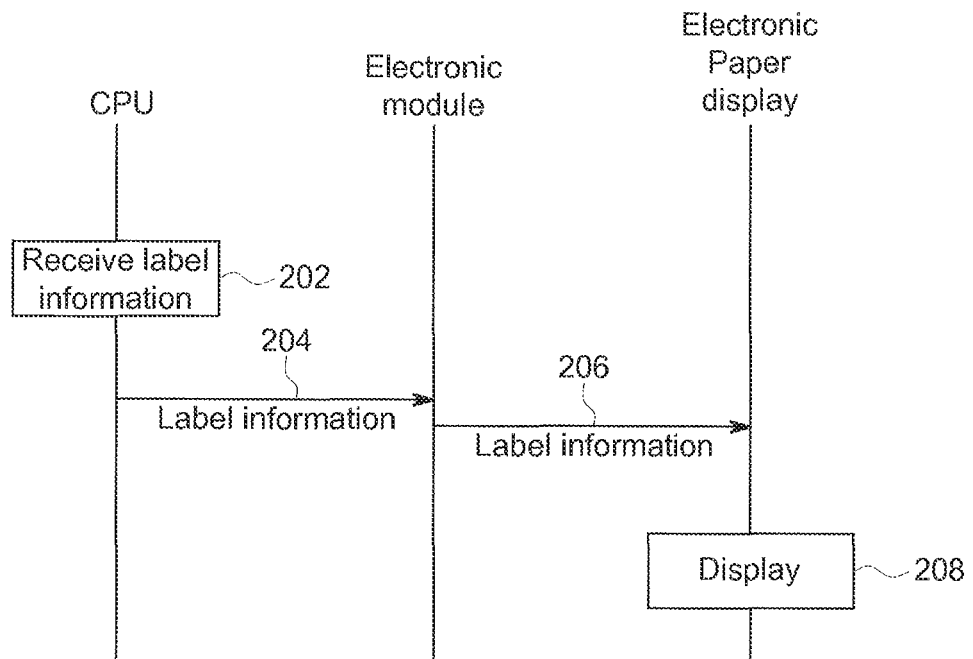 Electronic
Paper
display
Electronic
module
CPU
Receive label
information
202
204
Label information
206
Label information
Display
208